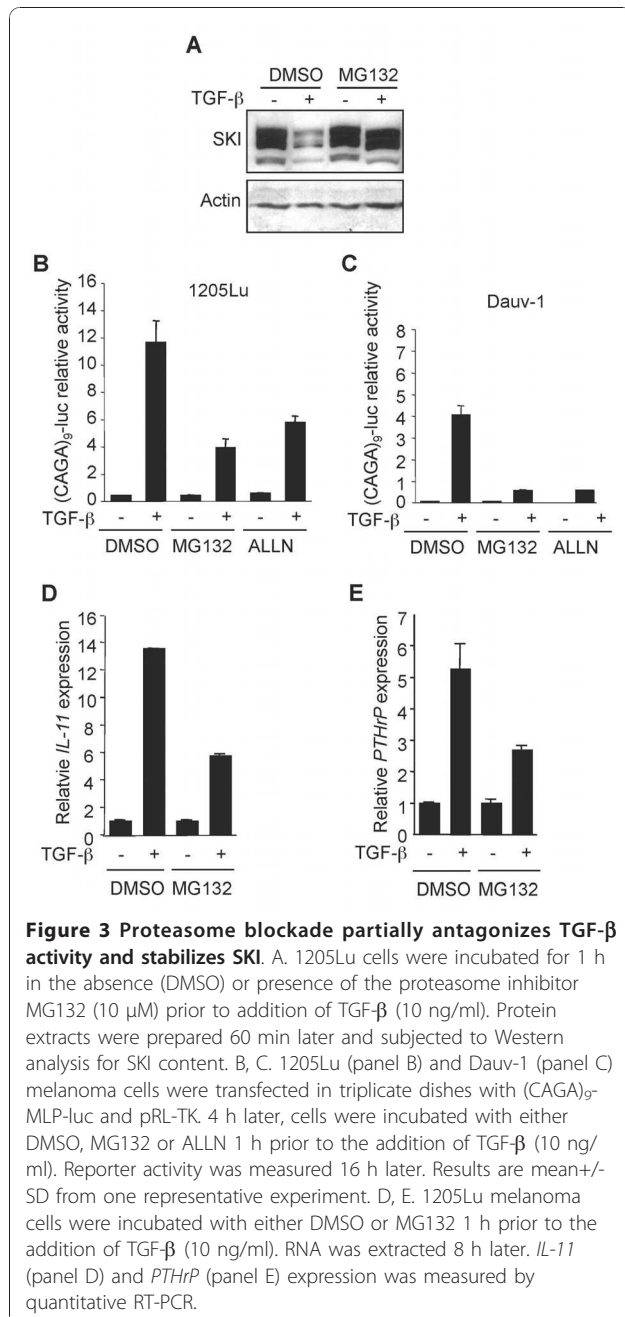 A
DMSO MG132
TGF-β - + - +
SKI
Actin
B
1205Lu
(CAGA)9-luc relative activity
16
14
12
10
8
6
4
2
0
TGF-β - + - + - +
DMSO MG132 ALLN
C
Dauv-1
(CAGA)9-luc relative activity
8
7
6
5
4
3
2
1
0
TGF-β - + - + - +
DMSO MG132 ALLN
D
Relatvie IL-11 expression
16
14
12
10
8
6
4
2
0
TGF-β - + - +
DMSO MG132
E
Relative PTHrP expression
7
6
5
4
3
2
1
0
TGF-β - + - +
DMSO MG132
Figure 3 Proteasome blockade partially antagonizes TGF-β
activity and stabilizes SKI. A. 1205Lu cells were incubated for 1 h
in the absence (DMSO) or presence of the proteasome inhibitor
MG132 (10 μM) prior to addition of TGF-β (10 ng/ml). Protein
extracts were prepared 60 min later and subjected to Western
analysis for SKI content. B, C. 1205Lu (panel B) and Dauv-1 (panel C)
melanoma cells were transfected in triplicate dishes with (CAGA)9-
MLP-luc and pRL-TK. 4 h later, cells were incubated with either
DMSO, MG132 or ALLN 1 h prior to the addition of TGF-β (10 ng/
ml). Reporter activity was measured 16 h later. Results are mean+/-
SD from one representative experiment. D, E. 1205Lu melanoma
cells were incubated with either DMSO or MG132 1 h prior to the
addition of TGF-β (10 ng/ml). RNA was extracted 8 h later. IL-11
(panel D) and PTHrP (panel E) expression was measured by
quantitative RT-PCR.